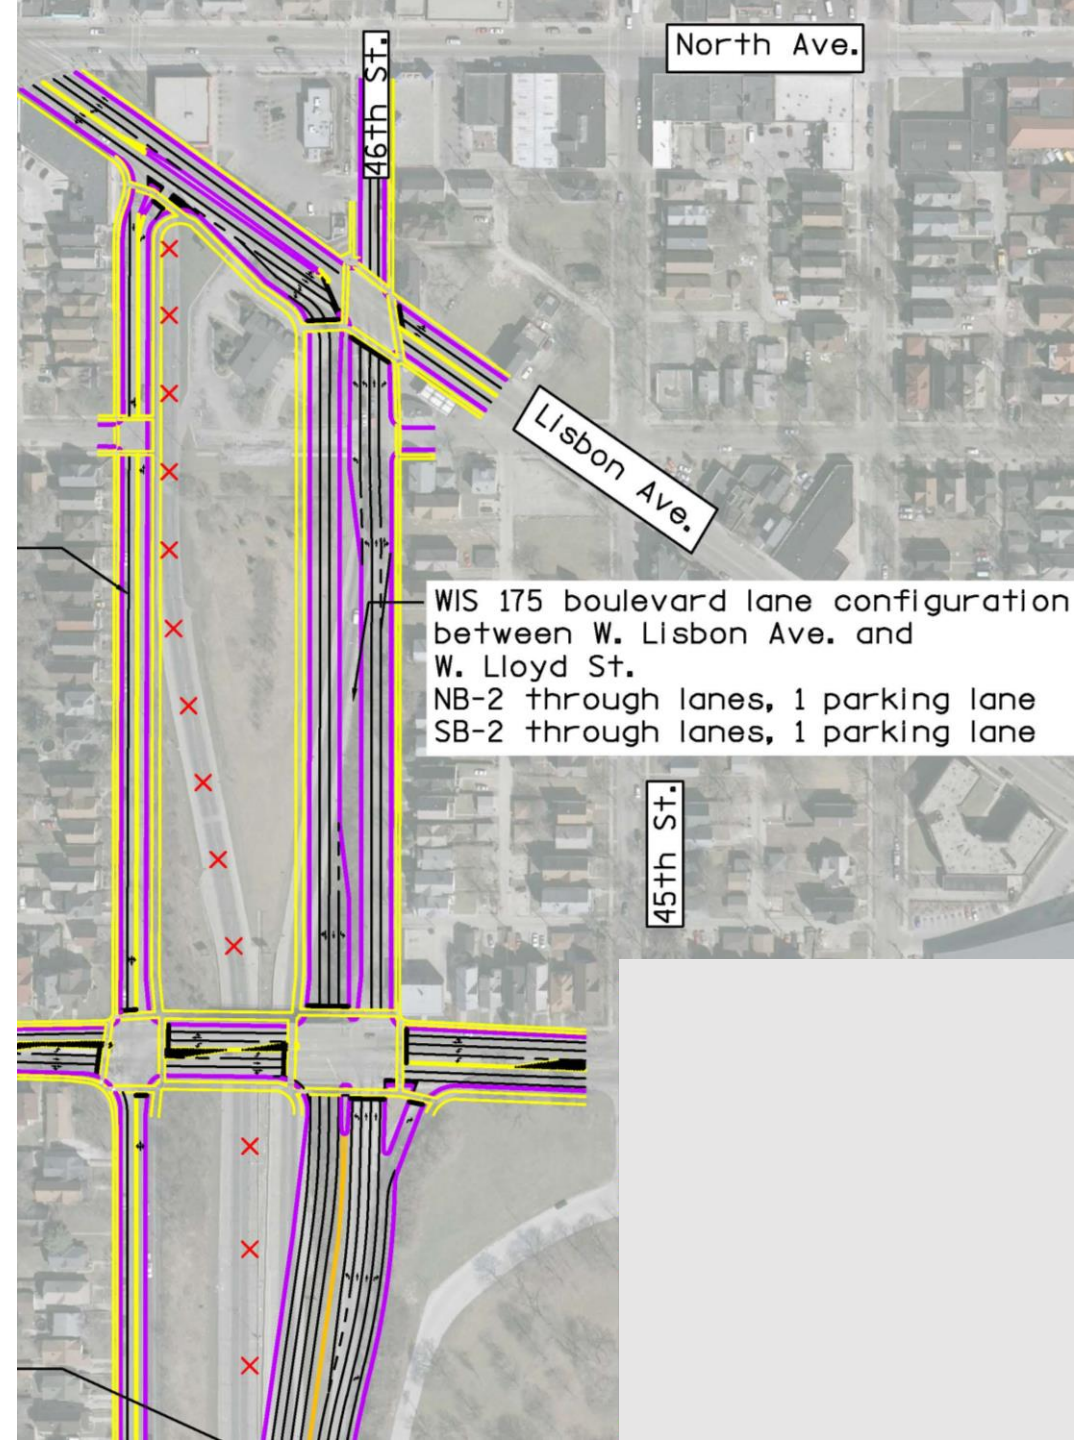 North Ave.
46th St.
Lisbon Ave.
WIS 175 boulevard lane configuration
between W. Lisbon Ave. and
W. Lloyd St.
NB-2 through lanes, 1 parking lane
SB-2 through lanes, 1 parking lane
45th St.